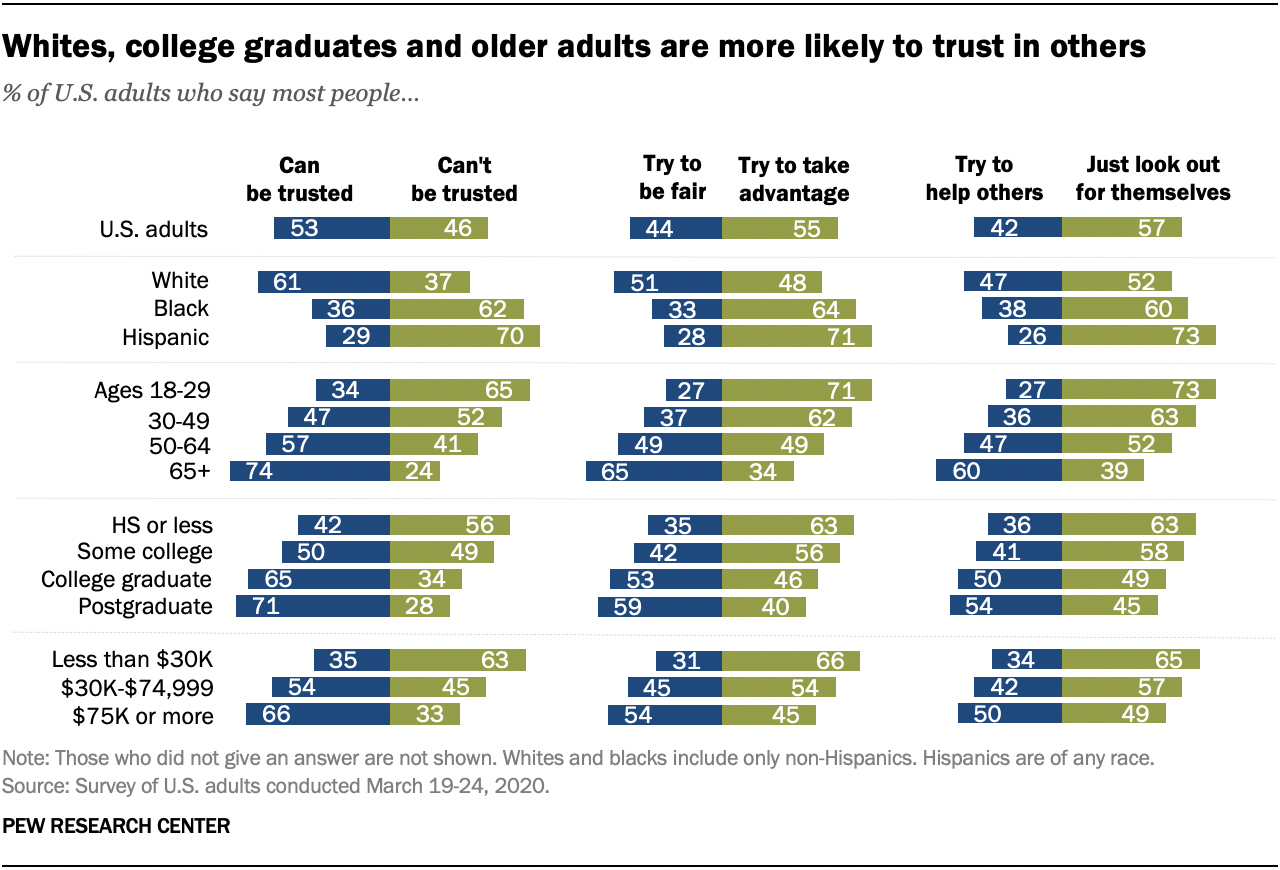 Whites, college graduates and older adults are more likely to trust in others
% of U.S. adults who say most people...
Can be trusted Can't be trusted Try to be fair Try to take advantage Try to help others Just look out for themselves
U.S. adults 53 46 44 55 42 57
White 61 37 51 48 47 52
Black 36 62 33 64 38 60
Hispanic 29 70 28 71 26 73
Ages 18-29 34 65 27 71 27 73
30-49 47 52 37 62 36 63
50-64 57 41 49 49 47 52
65+ 74 24 65 34 60 39
HS or less 42 56 35 63 36 63
Some college 50 49 42 56 41 58
College graduate 65 34 53 46 50 49
Postgraduate 71 28 59 40 54 45
Less than $30K 35 63 31 66 34 65
$30K-$74,999 54 45 45 54 42 57
$75K or more 66 33 54 45 50 49
Note: Those who did not give an answer are not shown. Whites and blacks include only non-Hispanics. Hispanics are of any race.
Source: Survey of U.S. adults conducted March 19-24, 2020.
PEW RESEARCH CENTER